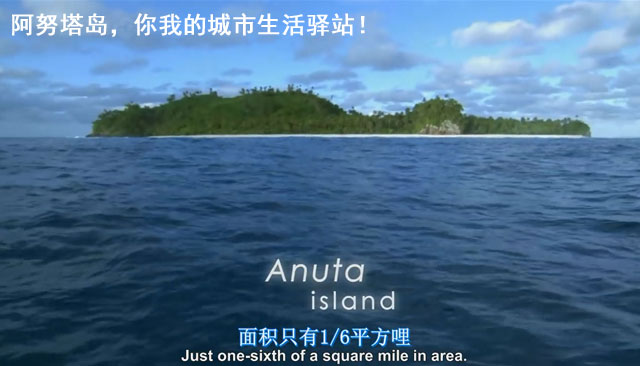 阿努塔岛，你我的城市生活驿站！
Anuta
island
面积只有1/6平方哩
Just one-sixth of a square mile in area.